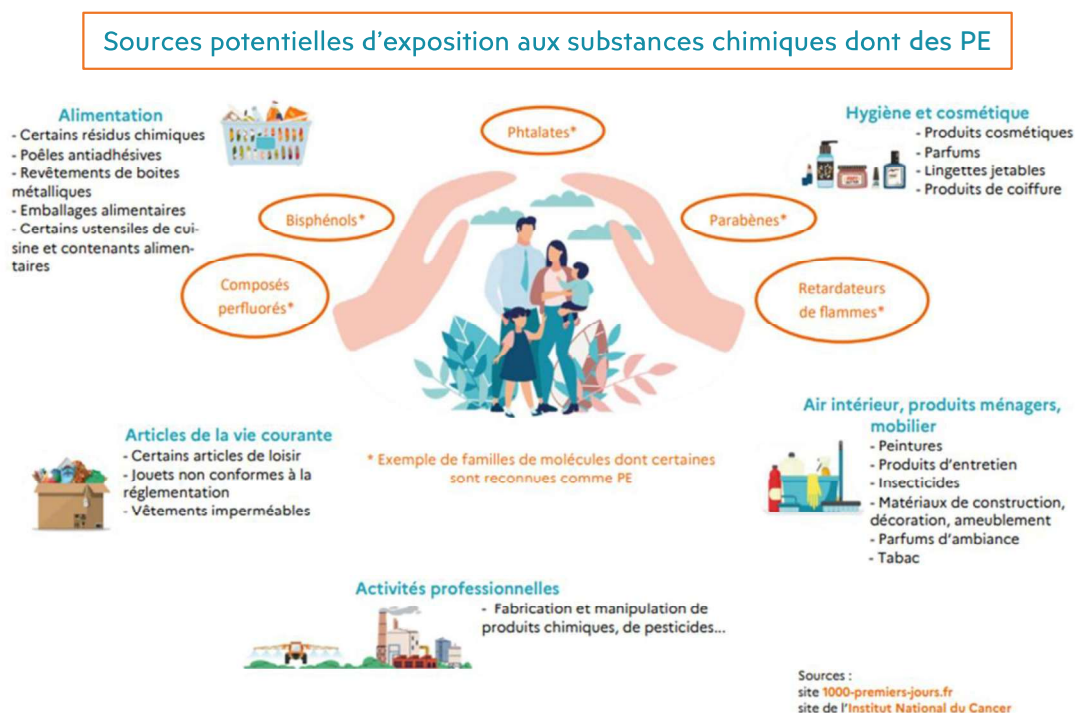 Sources potentielles d'exposition aux substances chimiques dont des PE
Alimentation
- Certains résidus chimiques
- Poêles antiadhésives
- Revêtements de boites
métalliques
- Emballages alimentaires
- Certains ustensiles de cui-
sine et contenants alimen-
taires
Phtalates*
Bisphénols*
Composés
perfluorés*
Parabènes*
Retardateurs
de flammes*
Hygiène et cosmétique
- Produits cosmétiques
- Parfums
- Lingettes jetables
- Produits de coiffure
Articles de la vie courante
- Certains articles de loisir
- Jouets non conformes à la
réglementation
- Vêtements imperméables
* Exemple de familles de molécules dont certaines
sont reconnues comme PE
Air intérieur, produits ménagers,
mobilier
- Peintures
- Produits d'entretien
- Insecticides
- Matériaux de construction,
décoration, ameublement
- Parfums d'ambiance
- Tabac
Activités professionnelles
- Fabrication et manipulation de
produits chimiques, de pesticides...
Sources :
site 1000-premiers-jours.fr
site de l'Institut National du Cancer